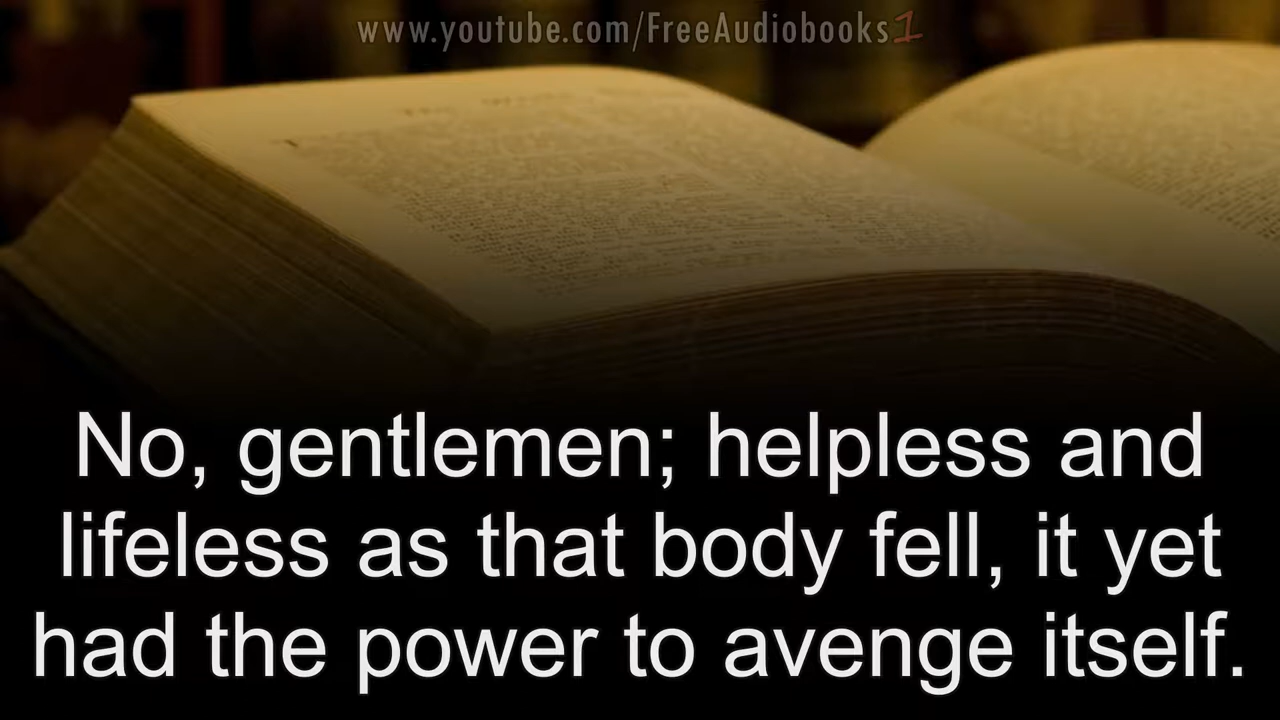 www.youtube.com/FreeAudiobooks1
No, gentlemen; helpless and
lifeless as that body fell, it yet
had the power to avenge itself.